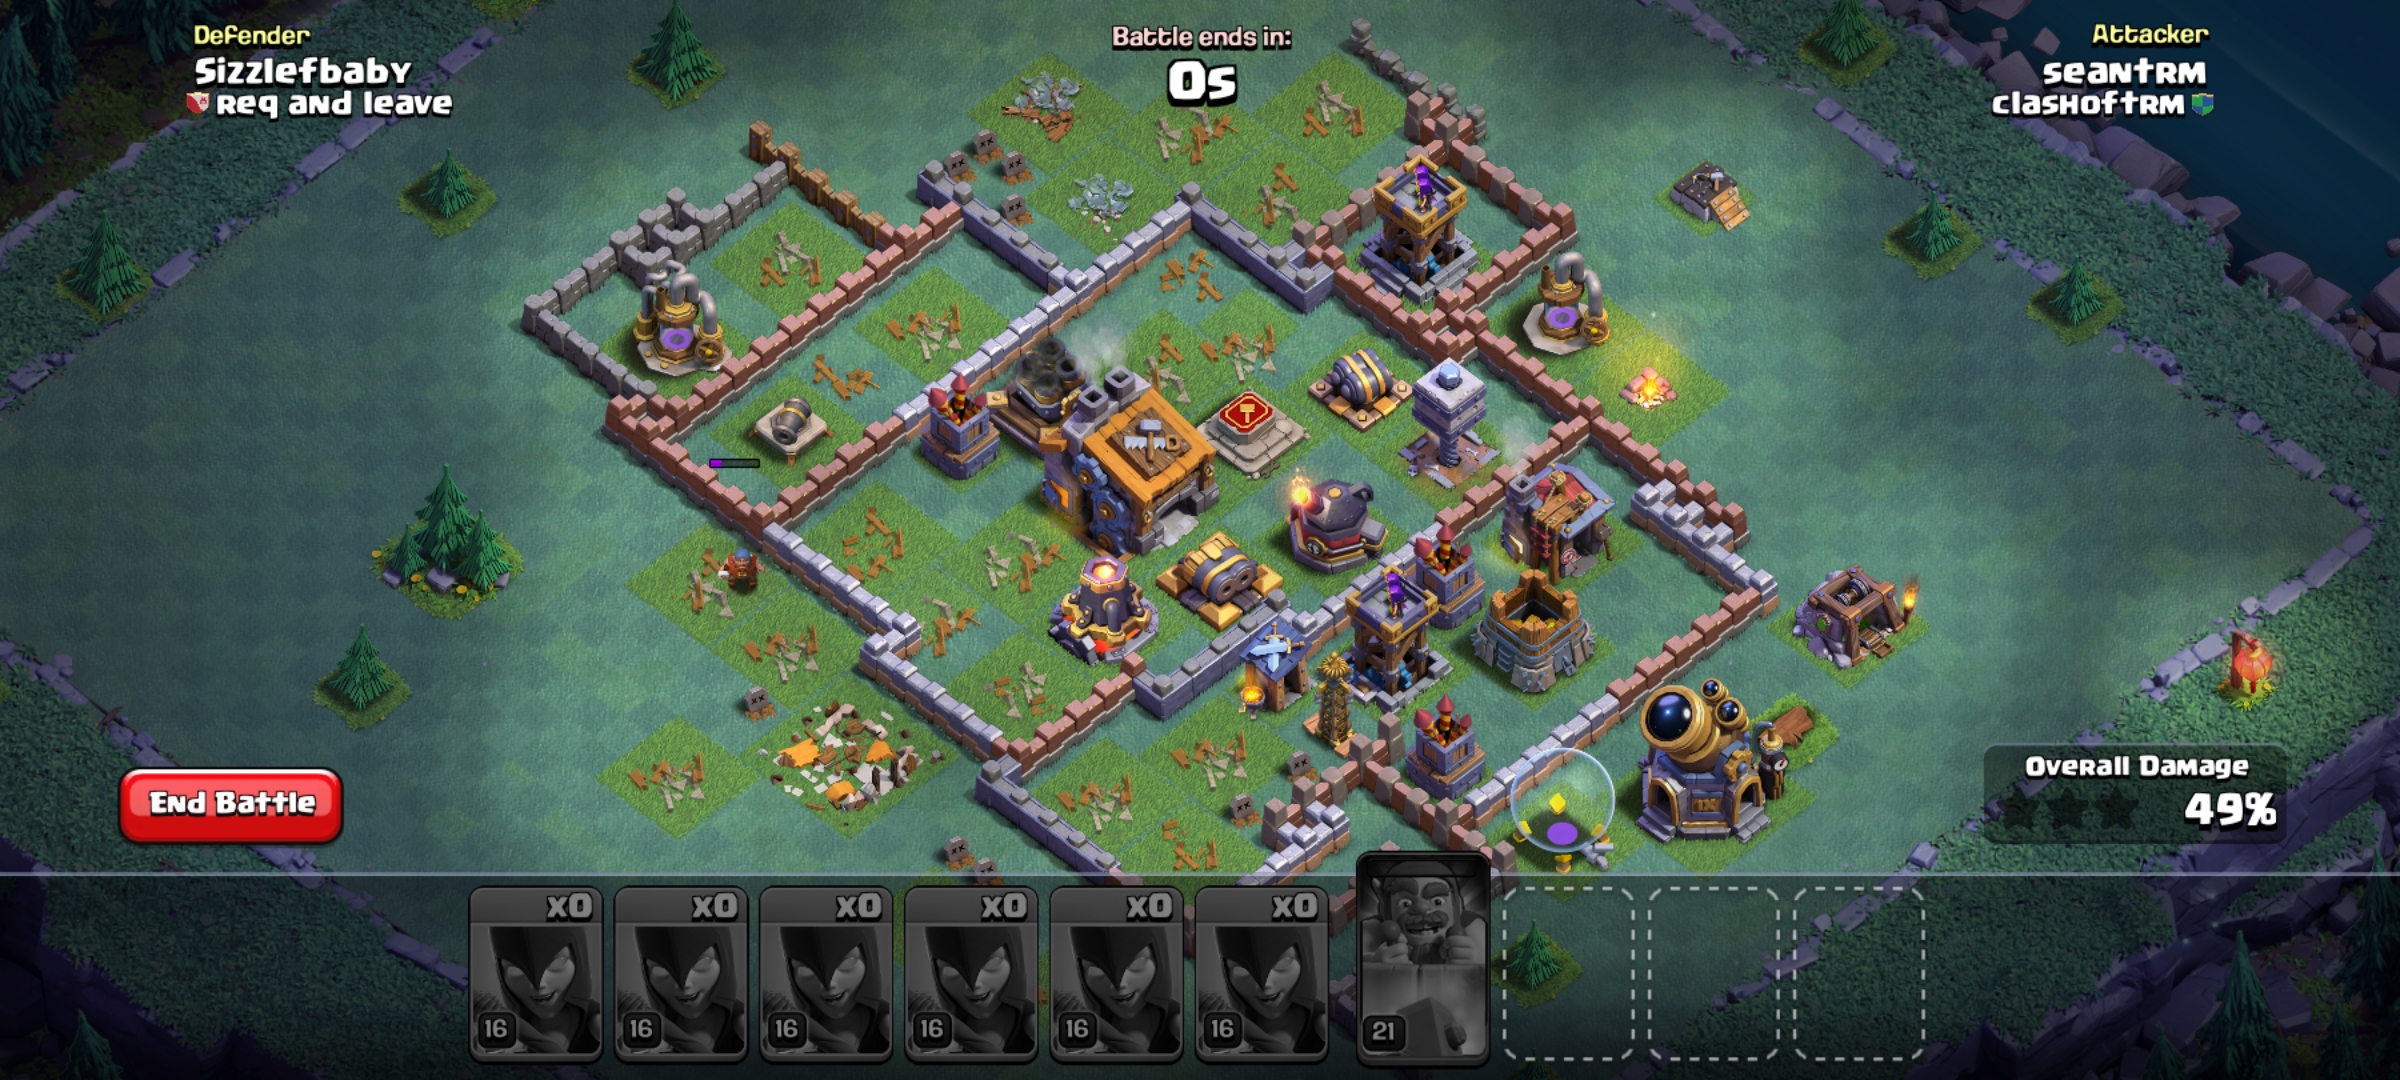 Defender
Sizzlefbaby
req and leave
Battle ends in:
0s
Attacker
seantRM
clashoftRM
End Battle
Overall Damage
49%
x0
x0
x0
x0
x0
x0
16
16
16
16
16
16
21